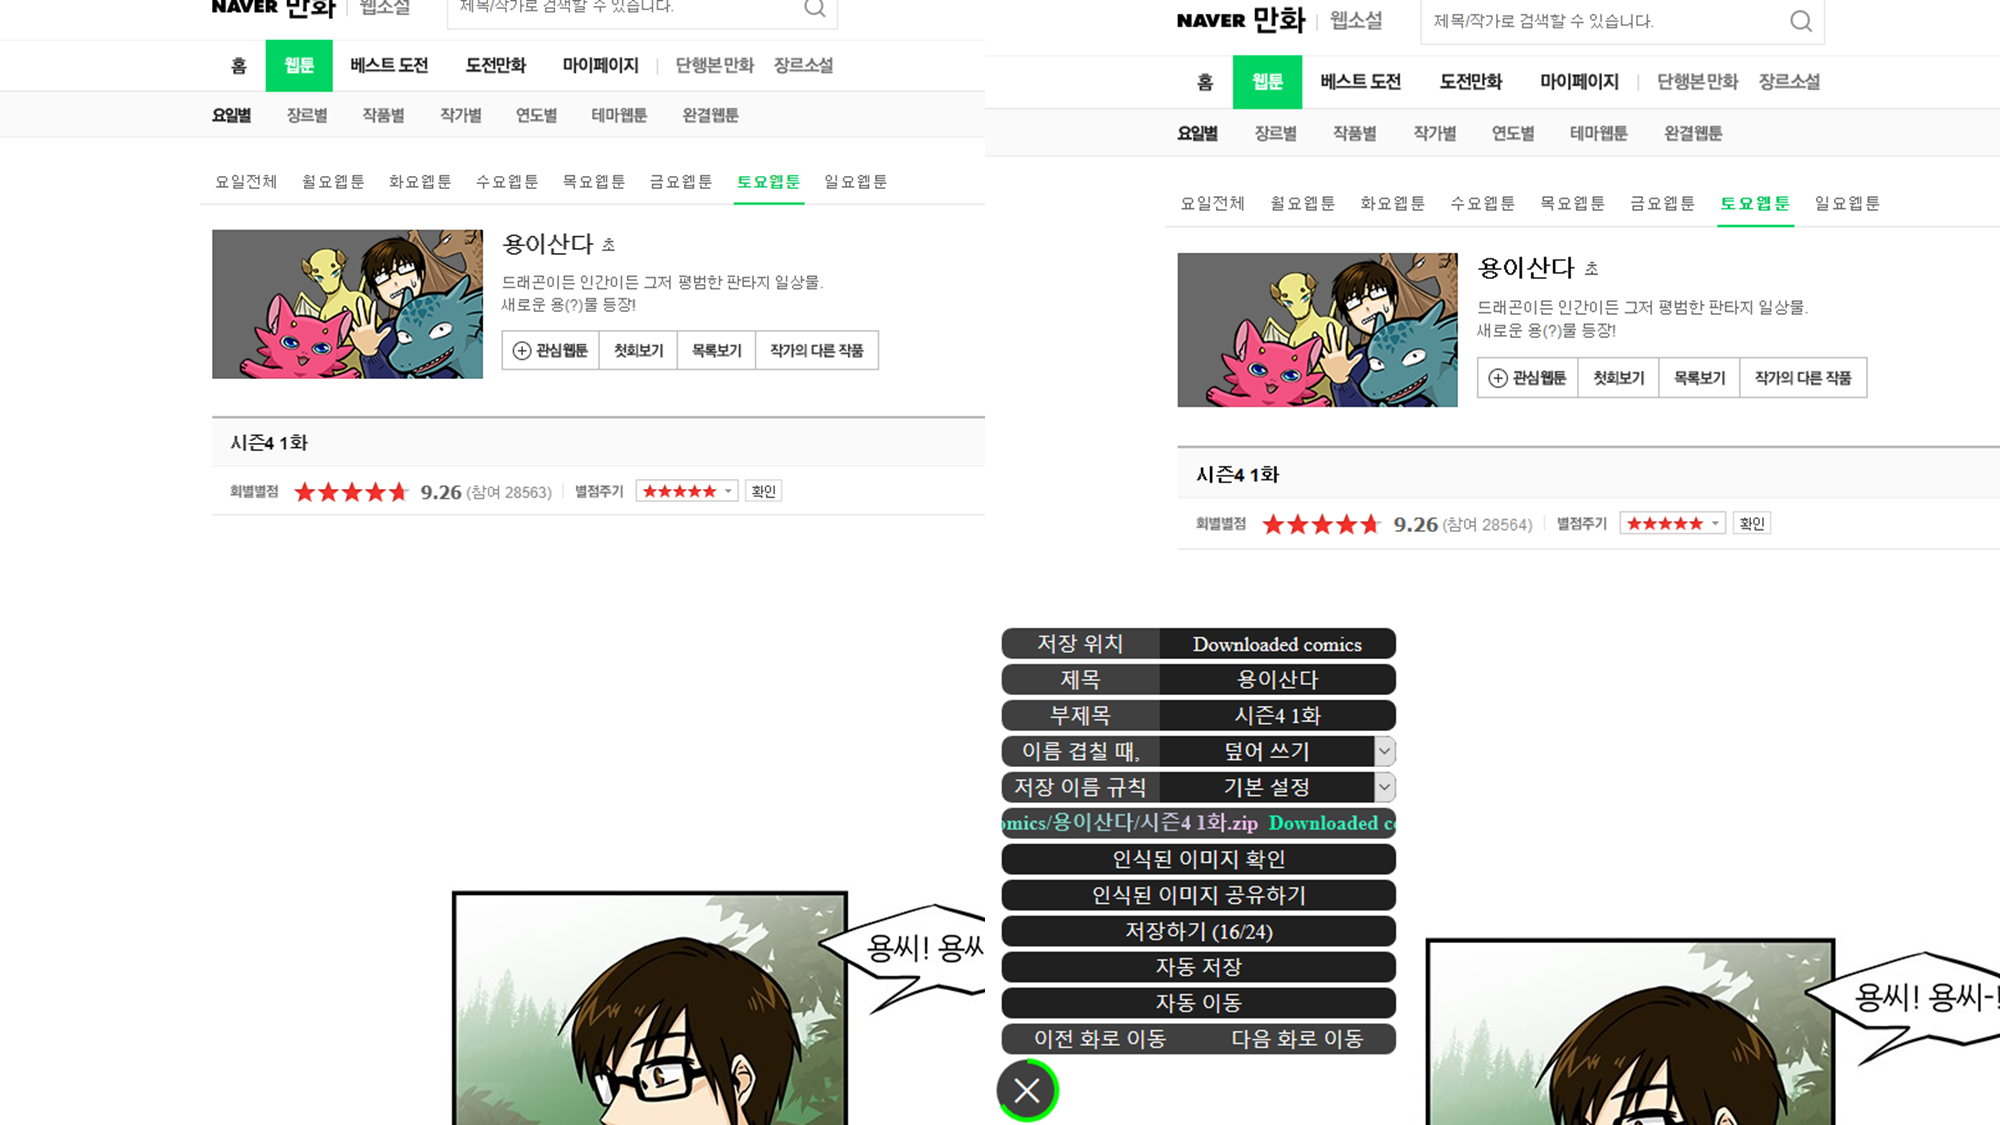 NAVER 만화 | 웹소설 제목/작가로 검색할 수 있습니다.
홈 웹툰 베스트 도전 도전만화 마이페이지 | 단행본만화 장르소설
요일별 장르별 작품별 작가별 연도별 테마웹툰 완결웹툰
요일전체 월요웹툰 화요웹툰 수요웹툰 목요웹툰 금요웹툰 토요웹툰 일요웹툰
용이산다 초
드래곤이든 인간이든 그저 평범한 판타지 일상물.
새로운 용(?)물 등장!
관심웹툰 첫회보기 목록보기 작가의 다른 작품
시즌4 1화
회별별점 ★★★★★ 9.26 (참여 28563) 별점주기 ★★★★★ 확인
용씨! 용씨
NAVER 만화 | 웹소설 제목/작가로 검색할 수 있습니다.
홈 웹툰 베스트 도전 도전만화 마이페이지 | 단행본만화 장르소설
요일별 장르별 작품별 작가별 연도별 테마웹툰 완결웹툰
요일전체 월요웹툰 화요웹툰 수요웹툰 목요웹툰 금요웹툰 토요웹툰 일요웹툰
용이산다 초
드래곤이든 인간이든 그저 평범한 판타지 일상물.
새로운 용(?)물 등장!
관심웹툰 첫회보기 목록보기 작가의 다른 작품
시즌4 1화
회별별점 ★★★★★ 9.26 (참여 28564) 별점주기 ★★★★★ 확인
저장 위치 Downloaded comics
제목 용이산다
부제목 시즌4 1화
이름 겹칠 때, 덮어 쓰기
저장 이름 규칙 기본 설정
omics/용이산다/시즌4 1화.zip Downloaded co
인식된 이미지 확인
인식된 이미지 공유하기
저장하기 (16/24)
자동 저장
자동 이동
이전 화로 이동 다음 화로 이동
용씨! 용씨-!